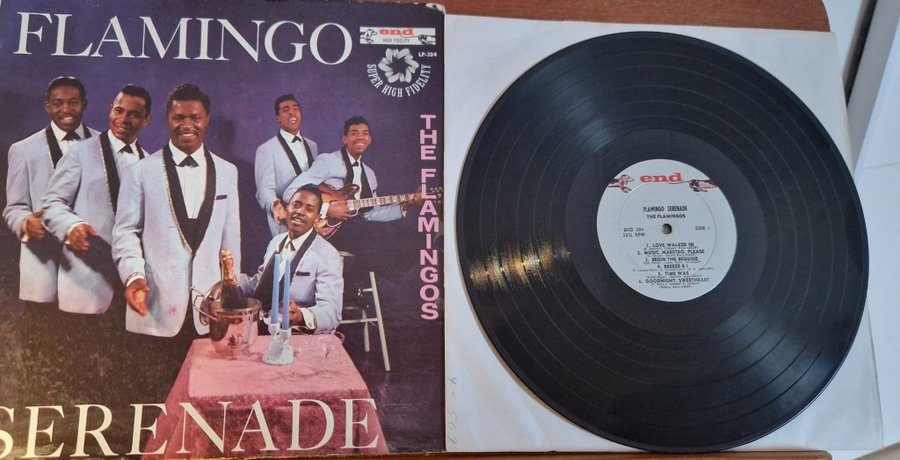 FLAMINGO
end
HIGH FIDELITY
LP-304
SUPER HIGH FIDELITY
THE FLAMINGOS
SERENADE
end
FLAMINGO SERENADE
THE FLAMINGOS
END 304
SIDE 1
33⅓ RPM
1. LOVE WALKED IN
2. MUSIC, MAESTRO, PLEASE
3. BEGIN THE BEGUINE
4. BREEZE & I
5. TIME WAS
6. GOODNIGHT, SWEETHEART